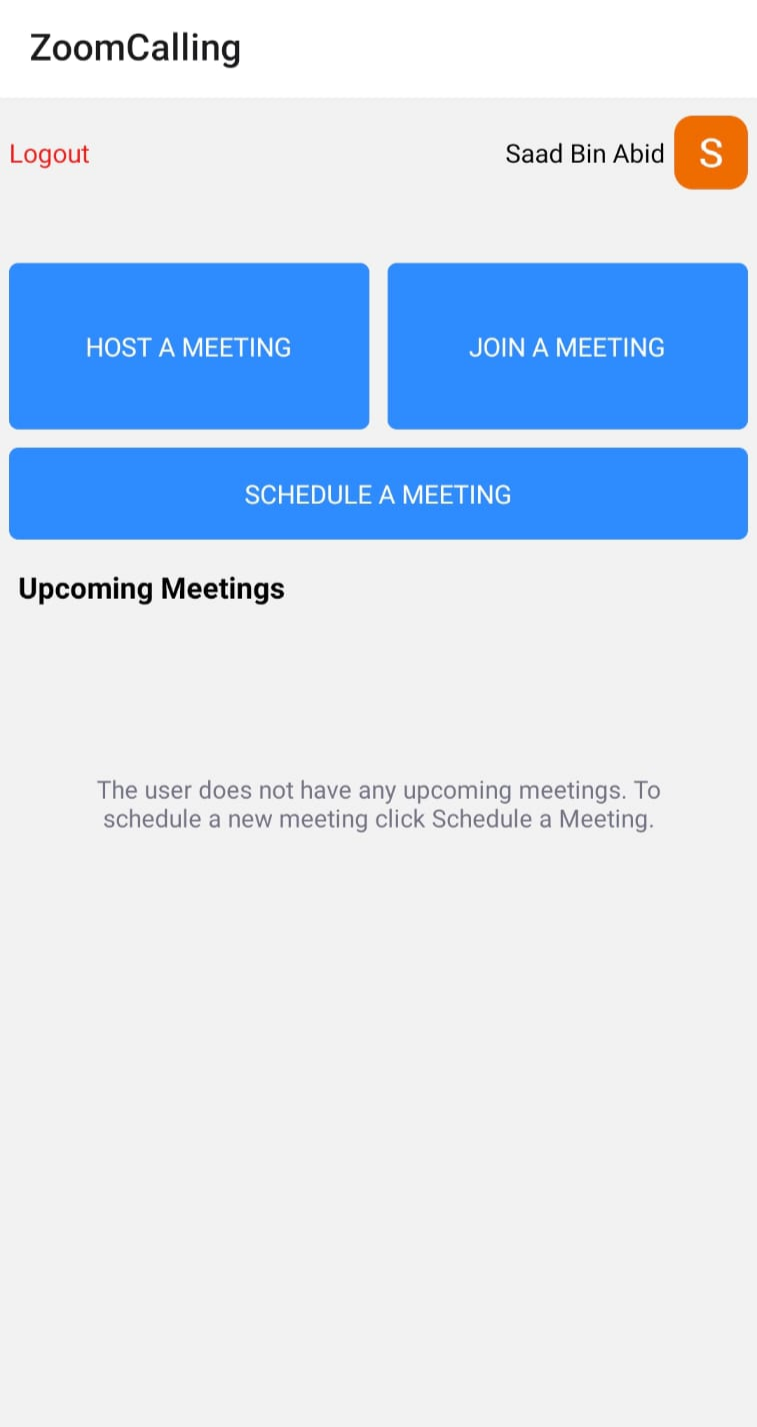 ZoomCalling
Logout
Saad Bin Abid
S
HOST A MEETING
JOIN A MEETING
SCHEDULE A MEETING
Upcoming Meetings
The user does not have any upcoming meetings. To
schedule a new meeting click Schedule a Meeting.